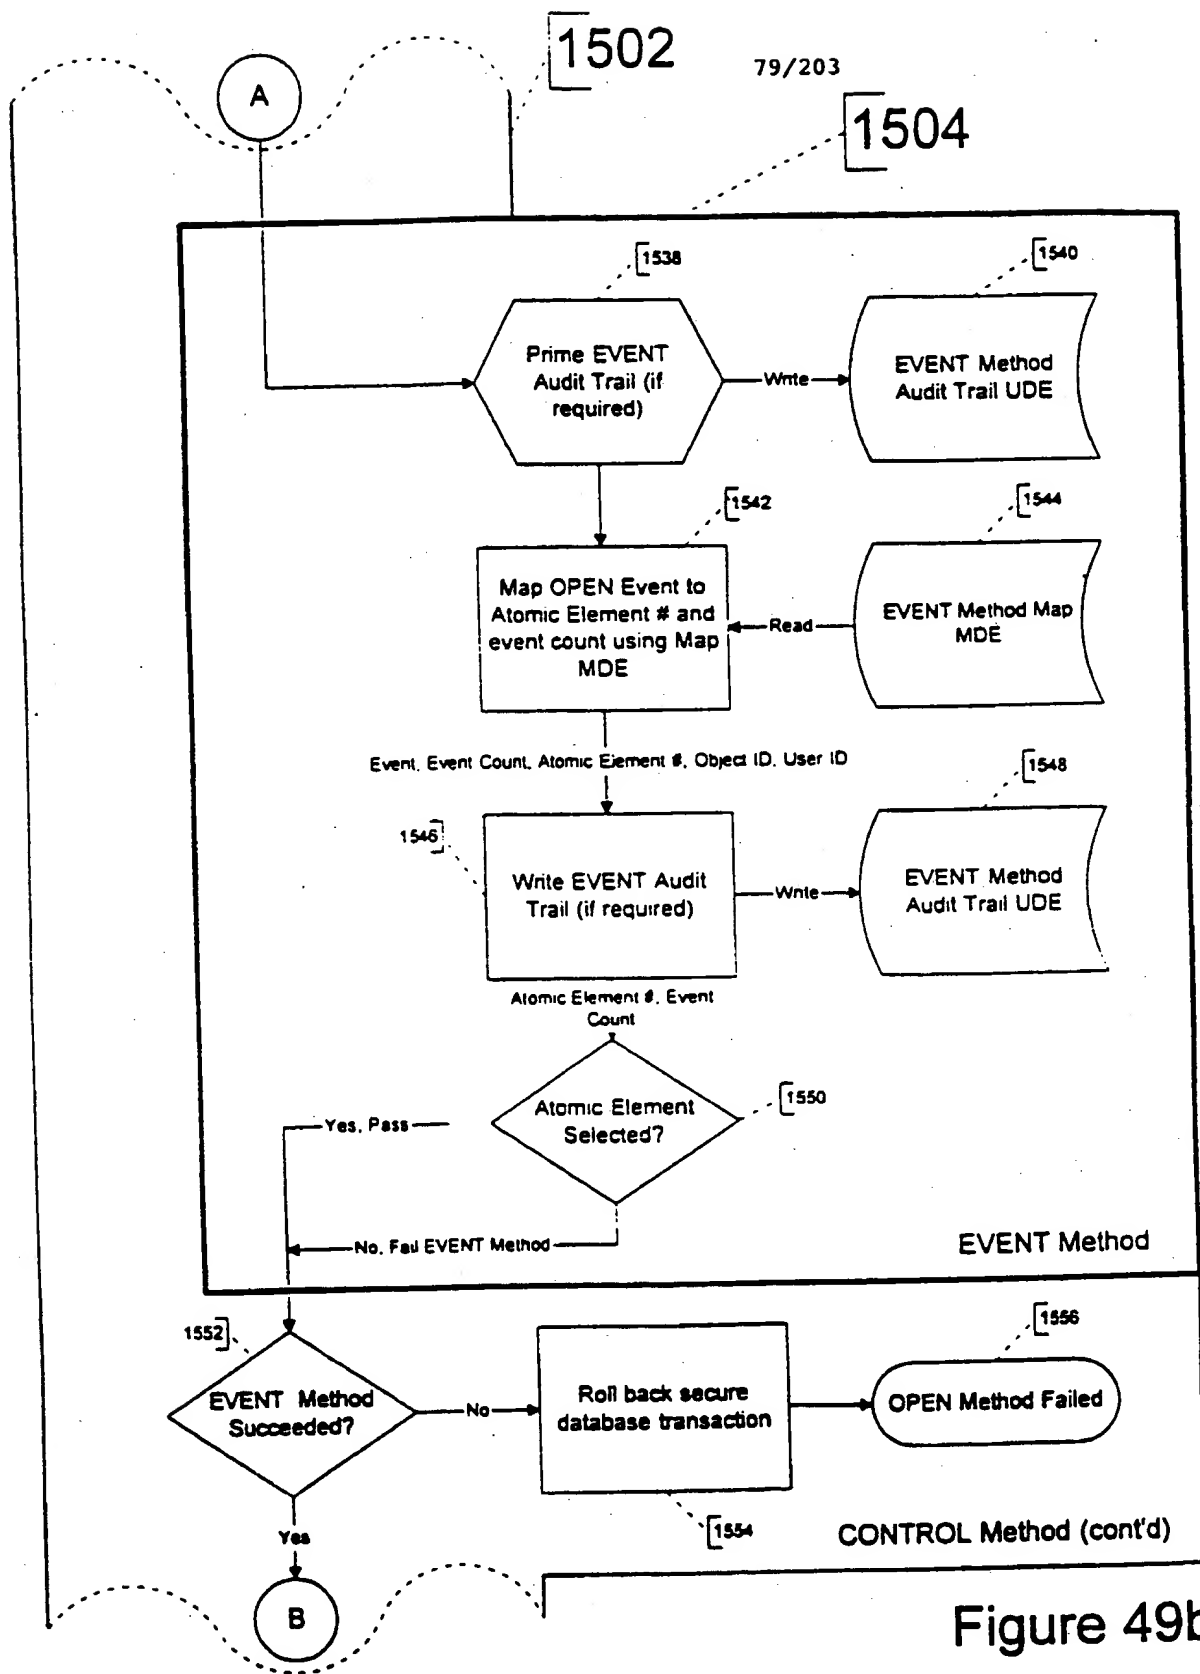 1502
79/203
A
1504
1538
1540
Prime EVENT
Audit Trail (if
required)
Write
EVENT Method
Audit Trail UDE
1542
1544
Map OPEN Event to
Atomic Element # and
event count using Map
MDE
Read
EVENT Method Map
MDE
Event, Event Count, Atomic Element #, Object ID, User ID
1548
1546
Write EVENT Audit
Trail (if required)
Write
EVENT Method
Audit Trail UDE
Atomic Element #, Event
Count
Atomic Element
Selected?
1550
Yes, Pass
No, Fail EVENT Method
EVENT Method
1552
1556
EVENT Method
Succeeded?
No
Roll back secure
database transaction
OPEN Method Failed
1554
CONTROL Method (cont'd)
Yes
B
Figure 49b